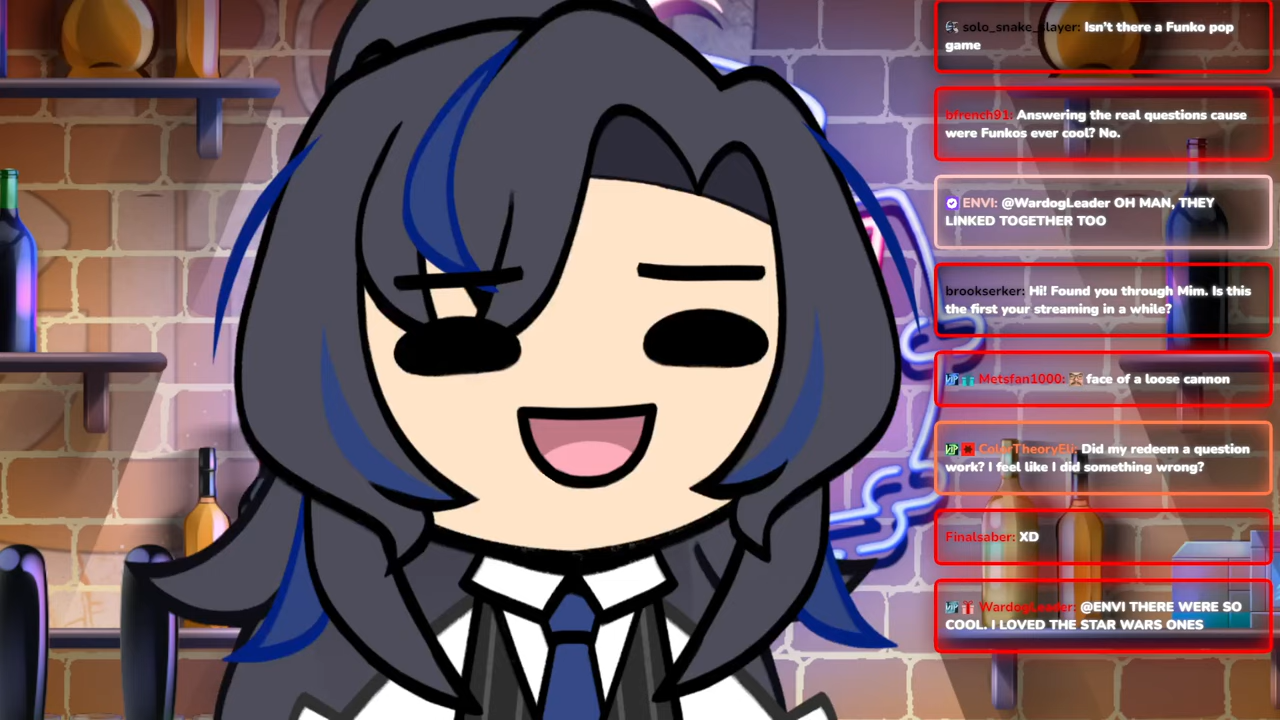 solo_snake_player: Isn't there a Funko pop
game
bfrench91: Answering the real questions cause
were Funkos ever cool? No.
ENVI: @WardogLeader OH MAN, THEY
LINKED TOGETHER TOO
brookserker: Hi! Found you through Mim. Is this
the first your streaming in a while?
Metsfan1000: face of a loose cannon
ColorTheoryEli: Did my redeem a question
work? I feel like I did something wrong?
Finalsaber: XD
WardogLeader: @ENVI THERE WERE SO
COOL. I LOVED THE STAR WARS ONES